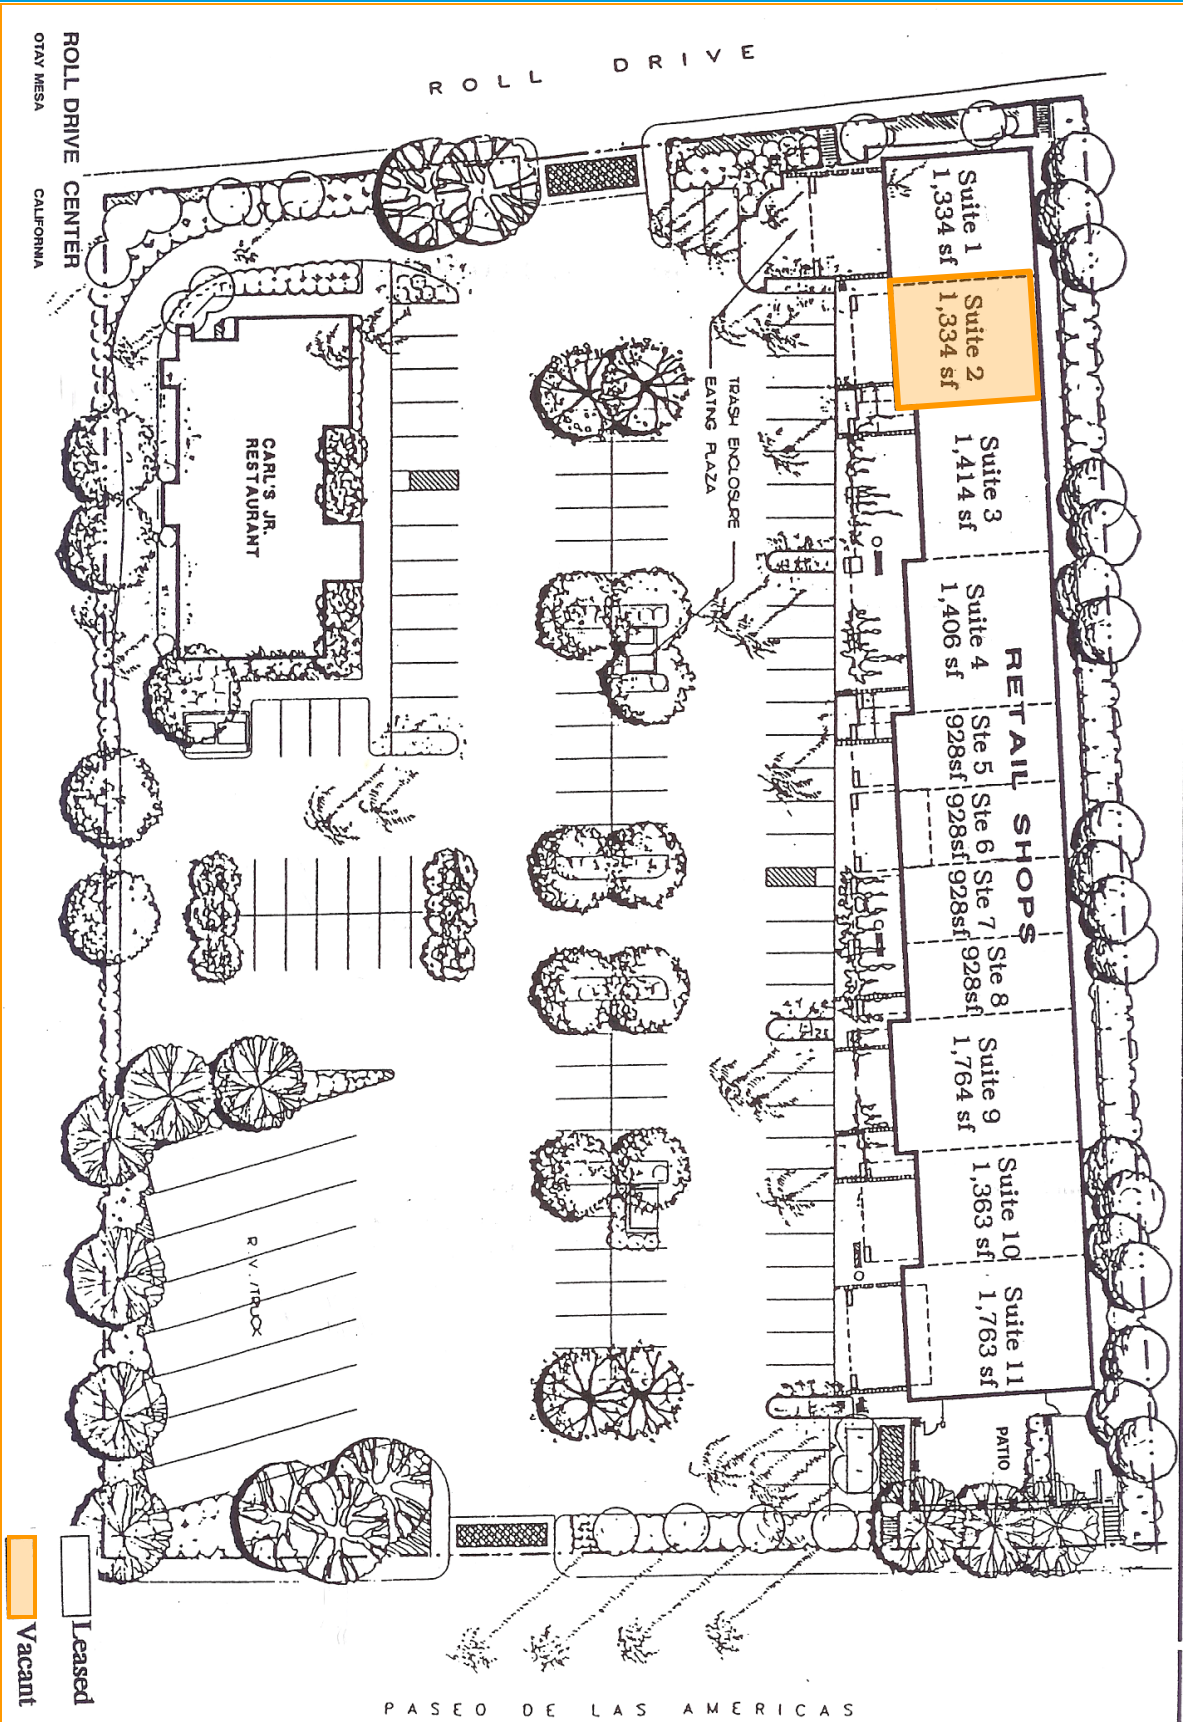 ROLL DRIVE CENTER
OTAY MESA CALIFORNIA
ROLL DRIVE
Suite 1
1,334 sf
Suite 2
1,334 sf
Suite 3
1,414 sf
Suite 4
1,406 sf
Ste 5
928sf
Ste 6
928sf
Ste 7
928sf
Ste 8
928sf
Suite 9
1,764 sf
Suite 10
1,363 sf
Suite 11
1,763 sf
RETAIL SHOPS
PATIO
TRASH ENCLOSURE
EATING PLAZA
CARL'S JR.
RESTAURANT
R.V./TRUCK
PASEO DE LAS AMERICAS
Leased
Vacant